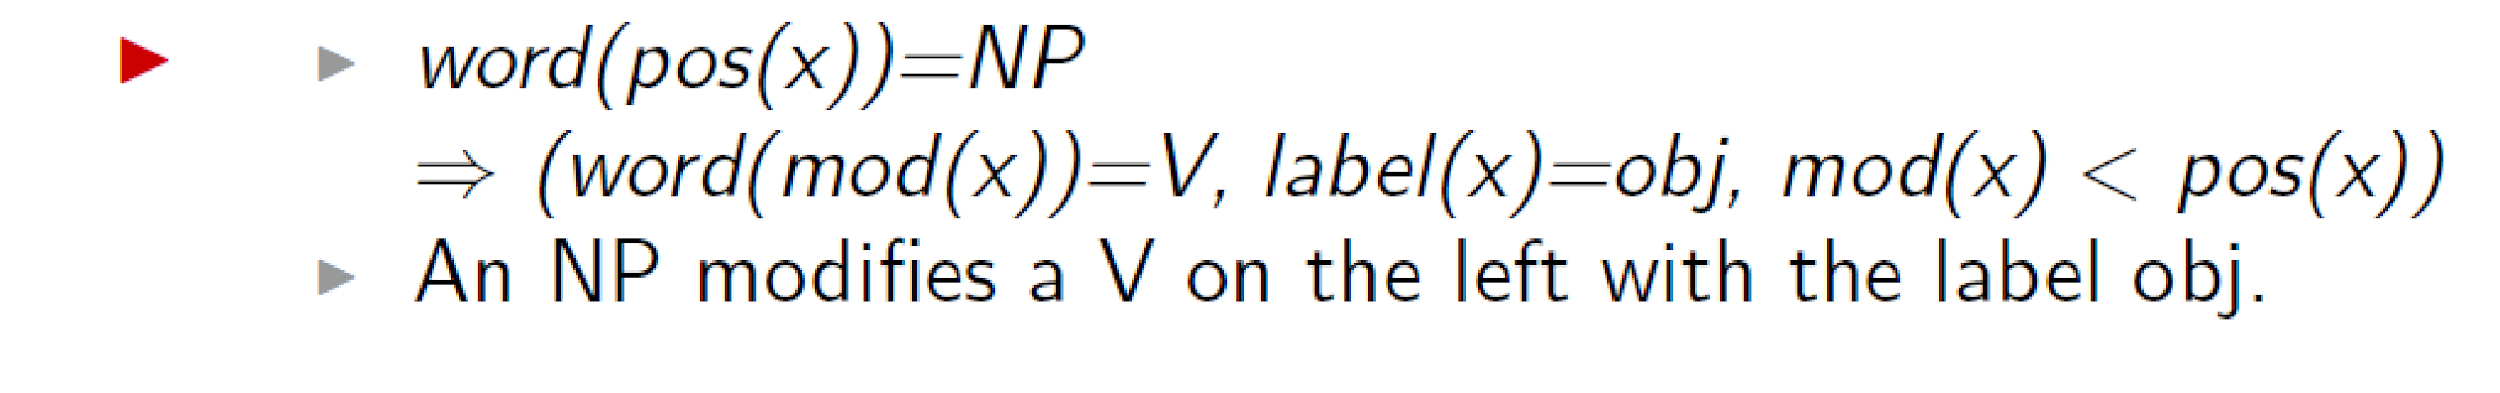 word(pos(x))=NP
⇒ (word(mod(x))=V, label(x)=obj, mod(x) < pos(x))
An NP modifies a V on the left with the label obj.